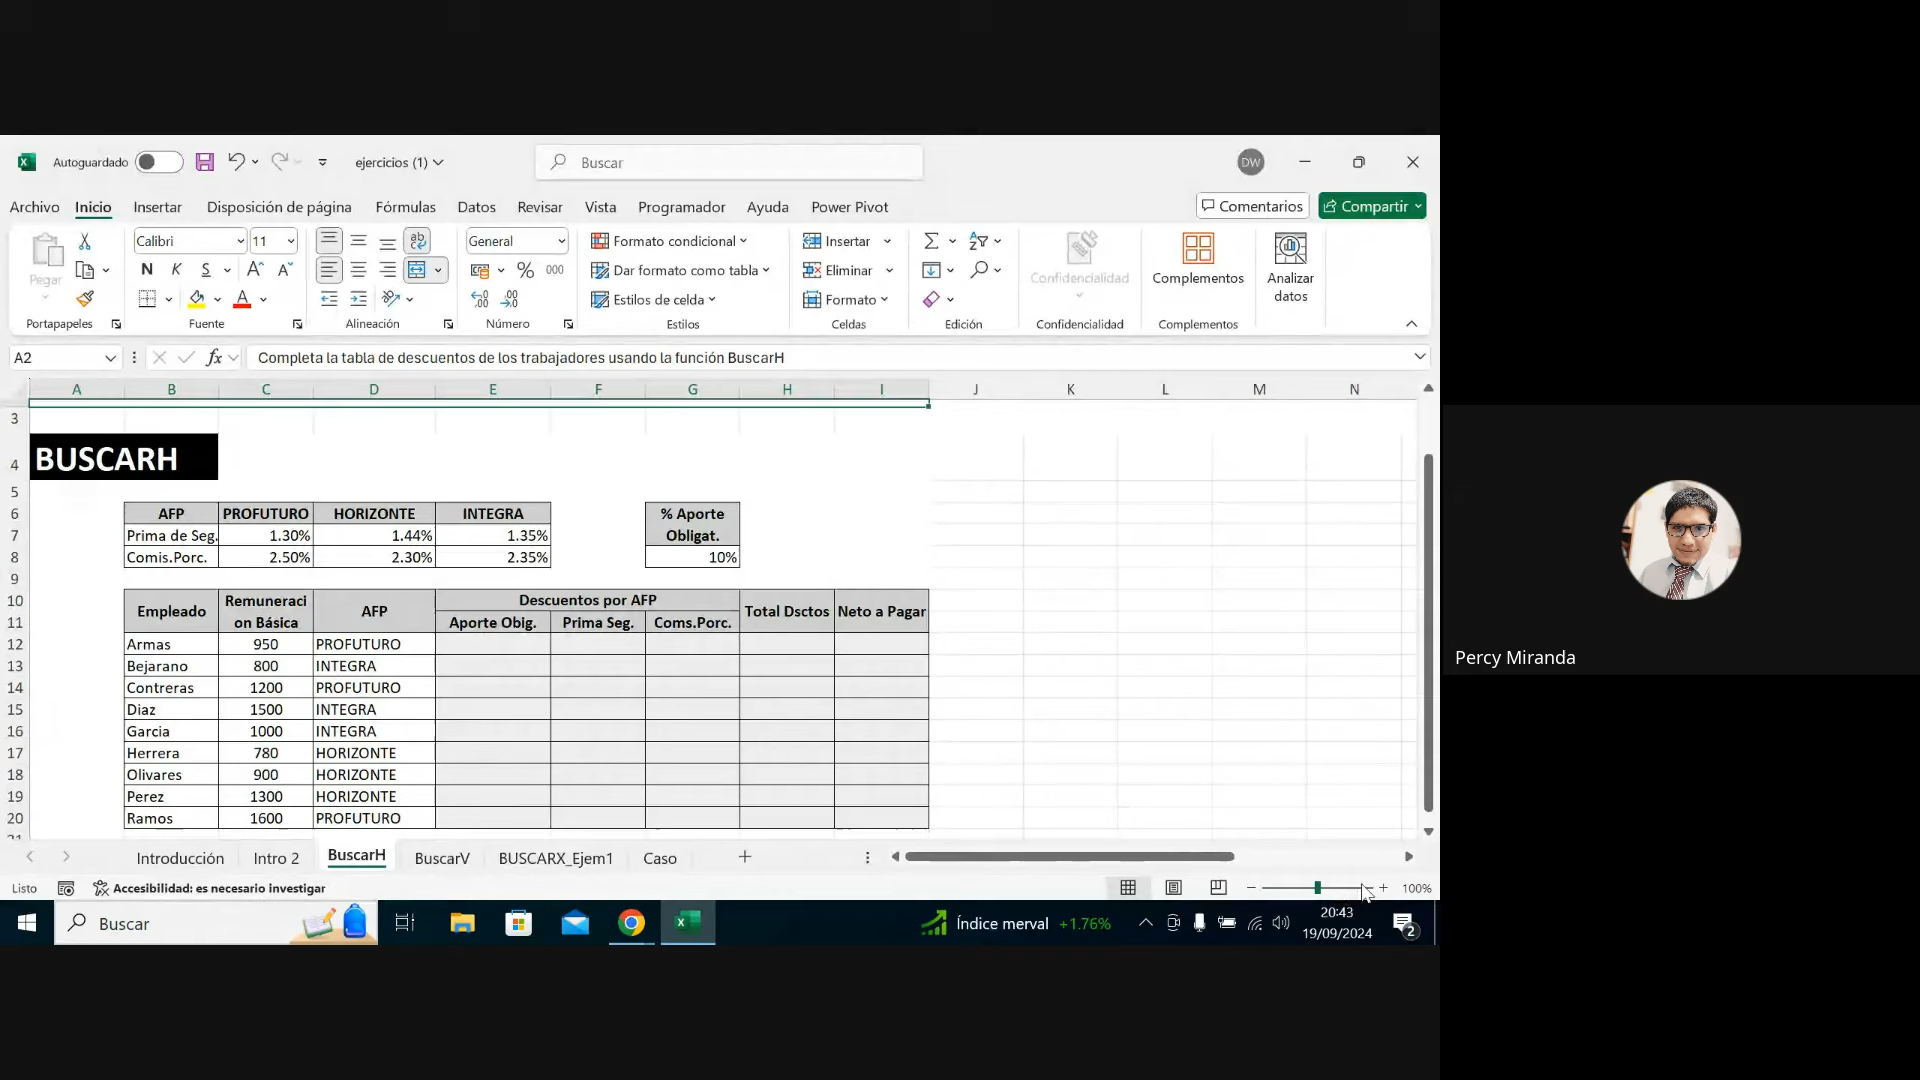 Autoguardado
ejercicios (1)
Buscar
DW
Archivo Inicio Insertar Disposición de página Fórmulas Datos Revisar Vista Programador Ayuda Power Pivot
Comentarios Compartir
Pegar
Portapapeles
Calibri 11
N K S
Fuente
ab
Alineación
General
% 000
Número
Formato condicional
Dar formato como tabla
Estilos de celda
Estilos
Insertar
Eliminar
Formato
Celdas
Edición
Confidencialidad
Confidencialidad
Complementos
Complementos
Analizar
datos
A2 fx Completa la tabla de descuentos de los trabajadores usando la función BuscarH
A B C D E F G H I J K L M N
3
4 BUSCARH
5
6 AFP PROFUTURO HORIZONTE INTEGRA % Aporte
7 Prima de Seg. 1.30% 1.44% 1.35% Obligat.
8 Comis.Porc. 2.50% 2.30% 2.35% 10%
9
10 Empleado Remuneraci AFP Descuentos por AFP Total Dsctos Neto a Pagar
11 on Básica Aporte Oblg. Prima Seg. Coms.Porc.
12 Armas 950 PROFUTURO
13 Bejarano 800 INTEGRA
14 Contreras 1200 PROFUTURO
15 Diaz 1500 INTEGRA
16 Garcia 1000 INTEGRA
17 Herrera 780 HORIZONTE
18 Olivares 900 HORIZONTE
19 Perez 1300 HORIZONTE
20 Ramos 1600 PROFUTURO
21
Introducción Intro 2 BuscarH BuscarV BUSCARX_Ejem1 Caso
Listo Accesibilidad: es necesario investigar 100%
Buscar
Índice merval +1.76%
20:43
19/09/2024
2
Percy Miranda